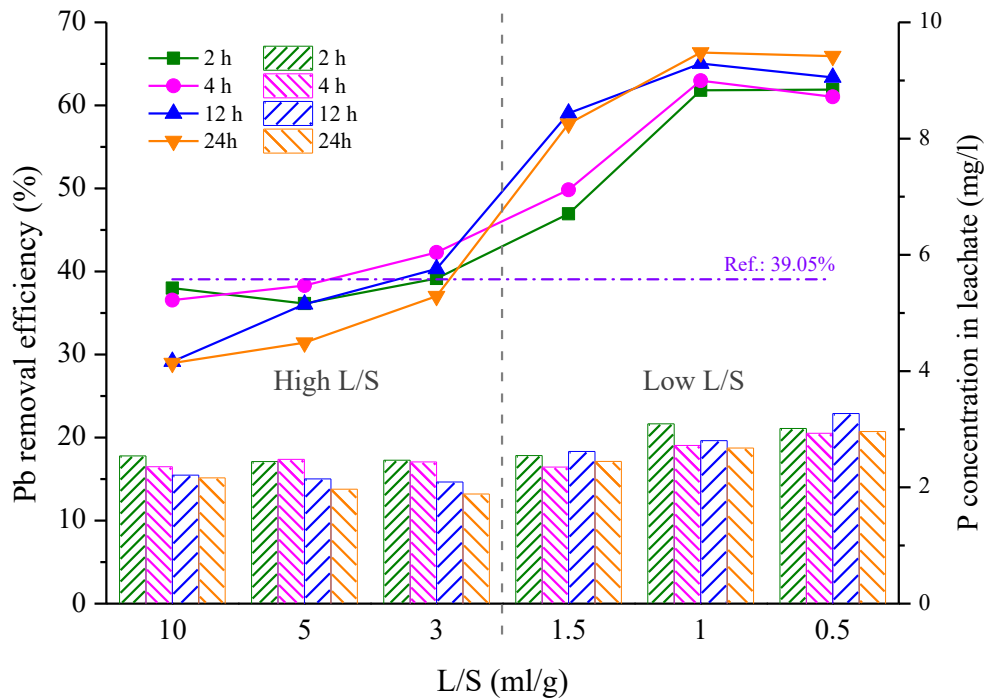 70
60
50
40
30
20
10
0
Pb removal efficiency (%)
2 h
4 h
12 h
24h
2 h
4 h
12 h
24h
Ref.: 39.05%
High L/S
Low L/S
10
8
6
4
2
0
P concentration in leachate (mg/l)
10
5
3
1.5
1
0.5
L/S (ml/g)